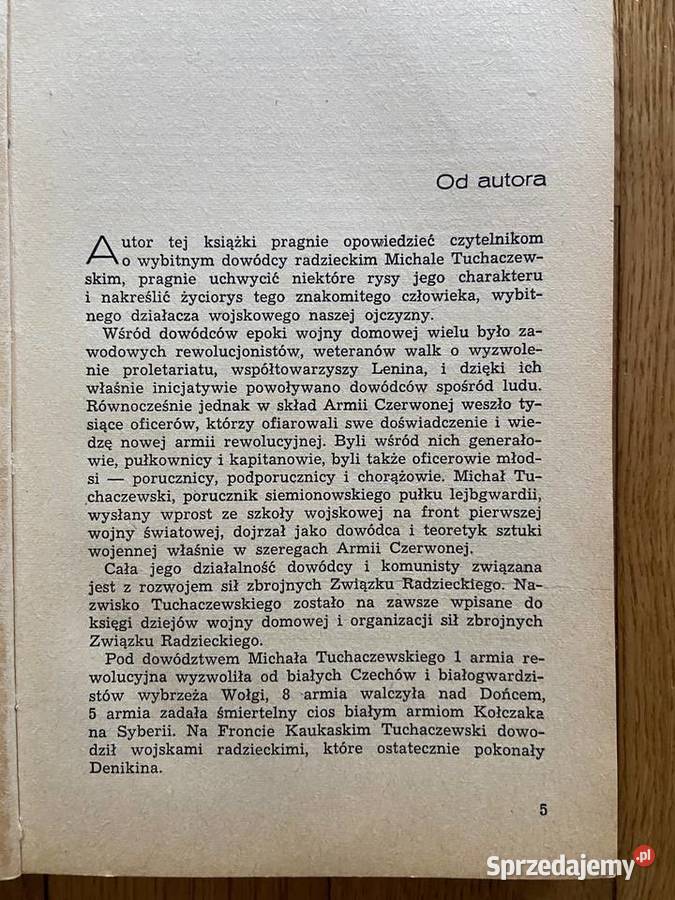 Od autora
Autor tej książki pragnie opowiedzieć czytelnikom
o wybitnym dowódcy radzieckim Michale Tuchaczew-
skim, pragnie uchwycić niektóre rysy jego charakteru
i nakreślić życiorys tego znakomitego człowieka, wybit-
nego działacza wojskowego naszej ojczyzny.
Wśród dowódców epoki wojny domowej wielu było za-
wodowych rewolucjonistów, weteranów walk o wyzwole-
nie proletariatu, współtowarzyszy Lenina, i dzięki ich
właśnie inicjatywie powoływano dowódców spośród ludu.
Równocześnie jednak w skład Armii Czerwonej weszło ty-
siące oficerów, którzy ofiarowali swe doświadczenie i wie-
dzę nowej armii rewolucyjnej. Byli wśród nich generało-
wie, pułkownicy i kapitanowie, byli także oficerowie młod-
si — porucznicy, podporucznicy i chorążowie. Michał Tu-
chaczewski, porucznik siemionowskiego pułku lejbgwardii,
wysłany wprost ze szkoły wojskowej na front pierwszej
wojny światowej, dojrzał jako dowódca i teoretyk sztuki
wojennej właśnie w szeregach Armii Czerwonej.
Cała jego działalność dowódcy i komunisty związana
jest z rozwojem sił zbrojnych Związku Radzieckiego. Na-
zwisko Tuchaczewskiego zostało na zawsze wpisane do
księgi dziejów wojny domowej i organizacji sił zbrojnych
Związku Radzieckiego.
Pod dowództwem Michała Tuchaczewskiego 1 armia re-
wolucyjna wyzwoliła od białych Czechów i białogwardzi-
stów wybrzeża Wołgi, 8 armia walczyła nad Dońcem,
5 armia zadała śmiertelny cios białym armiom Kołczaka
na Syberii. Na Froncie Kaukaskim Tuchaczewski dowo-
dził wojskami radzieckimi, które ostatecznie pokonały
Denikina.
5
Sprzedajemy.pl